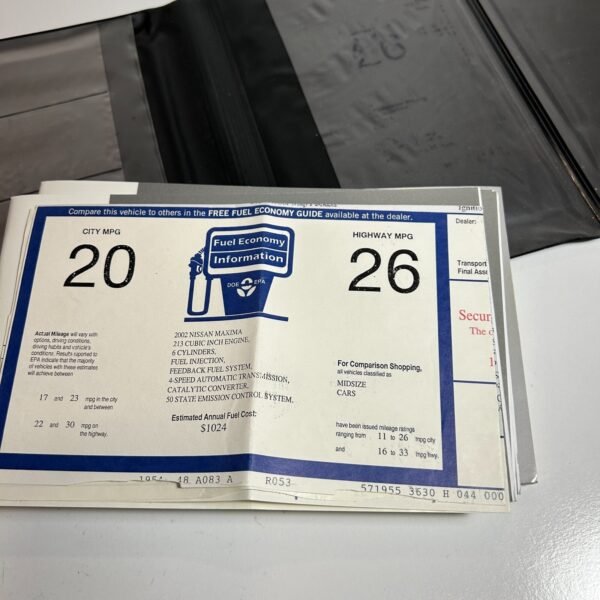 Compare this vehicle to others in the FREE FUEL ECONOMY GUIDE available at the dealer.
CITY MPG
20
Fuel Economy
Information
DOE EPA
HIGHWAY MPG
26
Actual Mileage will vary with
options, driving conditions,
driving habits and vehicle's
conditions. Results reported to
EPA indicate that the majority
of vehicles with these estimates
will achieve between
17 and 23 mpg in the city
and between
22 and 30 mpg on
the highway.
2002 NISSAN MAXIMA
213 CUBIC INCH ENGINE,
6 CYLINDERS,
FUEL INJECTION,
FEEDBACK FUEL SYSTEM,
4-SPEED AUTOMATIC TRANSMISSION,
CATALYTIC CONVERTER,
50 STATE EMISSION CONTROL SYSTEM.
Estimated Annual Fuel Cost:
$1024
For Comparison Shopping,
all vehicles classified as
MIDSIZE
CARS
have been issued mileage ratings
ranging from 11 to 26 mpg city
and 16 to 33 mpg hwy.
Dealer:
Transport
Final Asse
Secur
The
48 A083 A R053
571955 3630 H 044 000